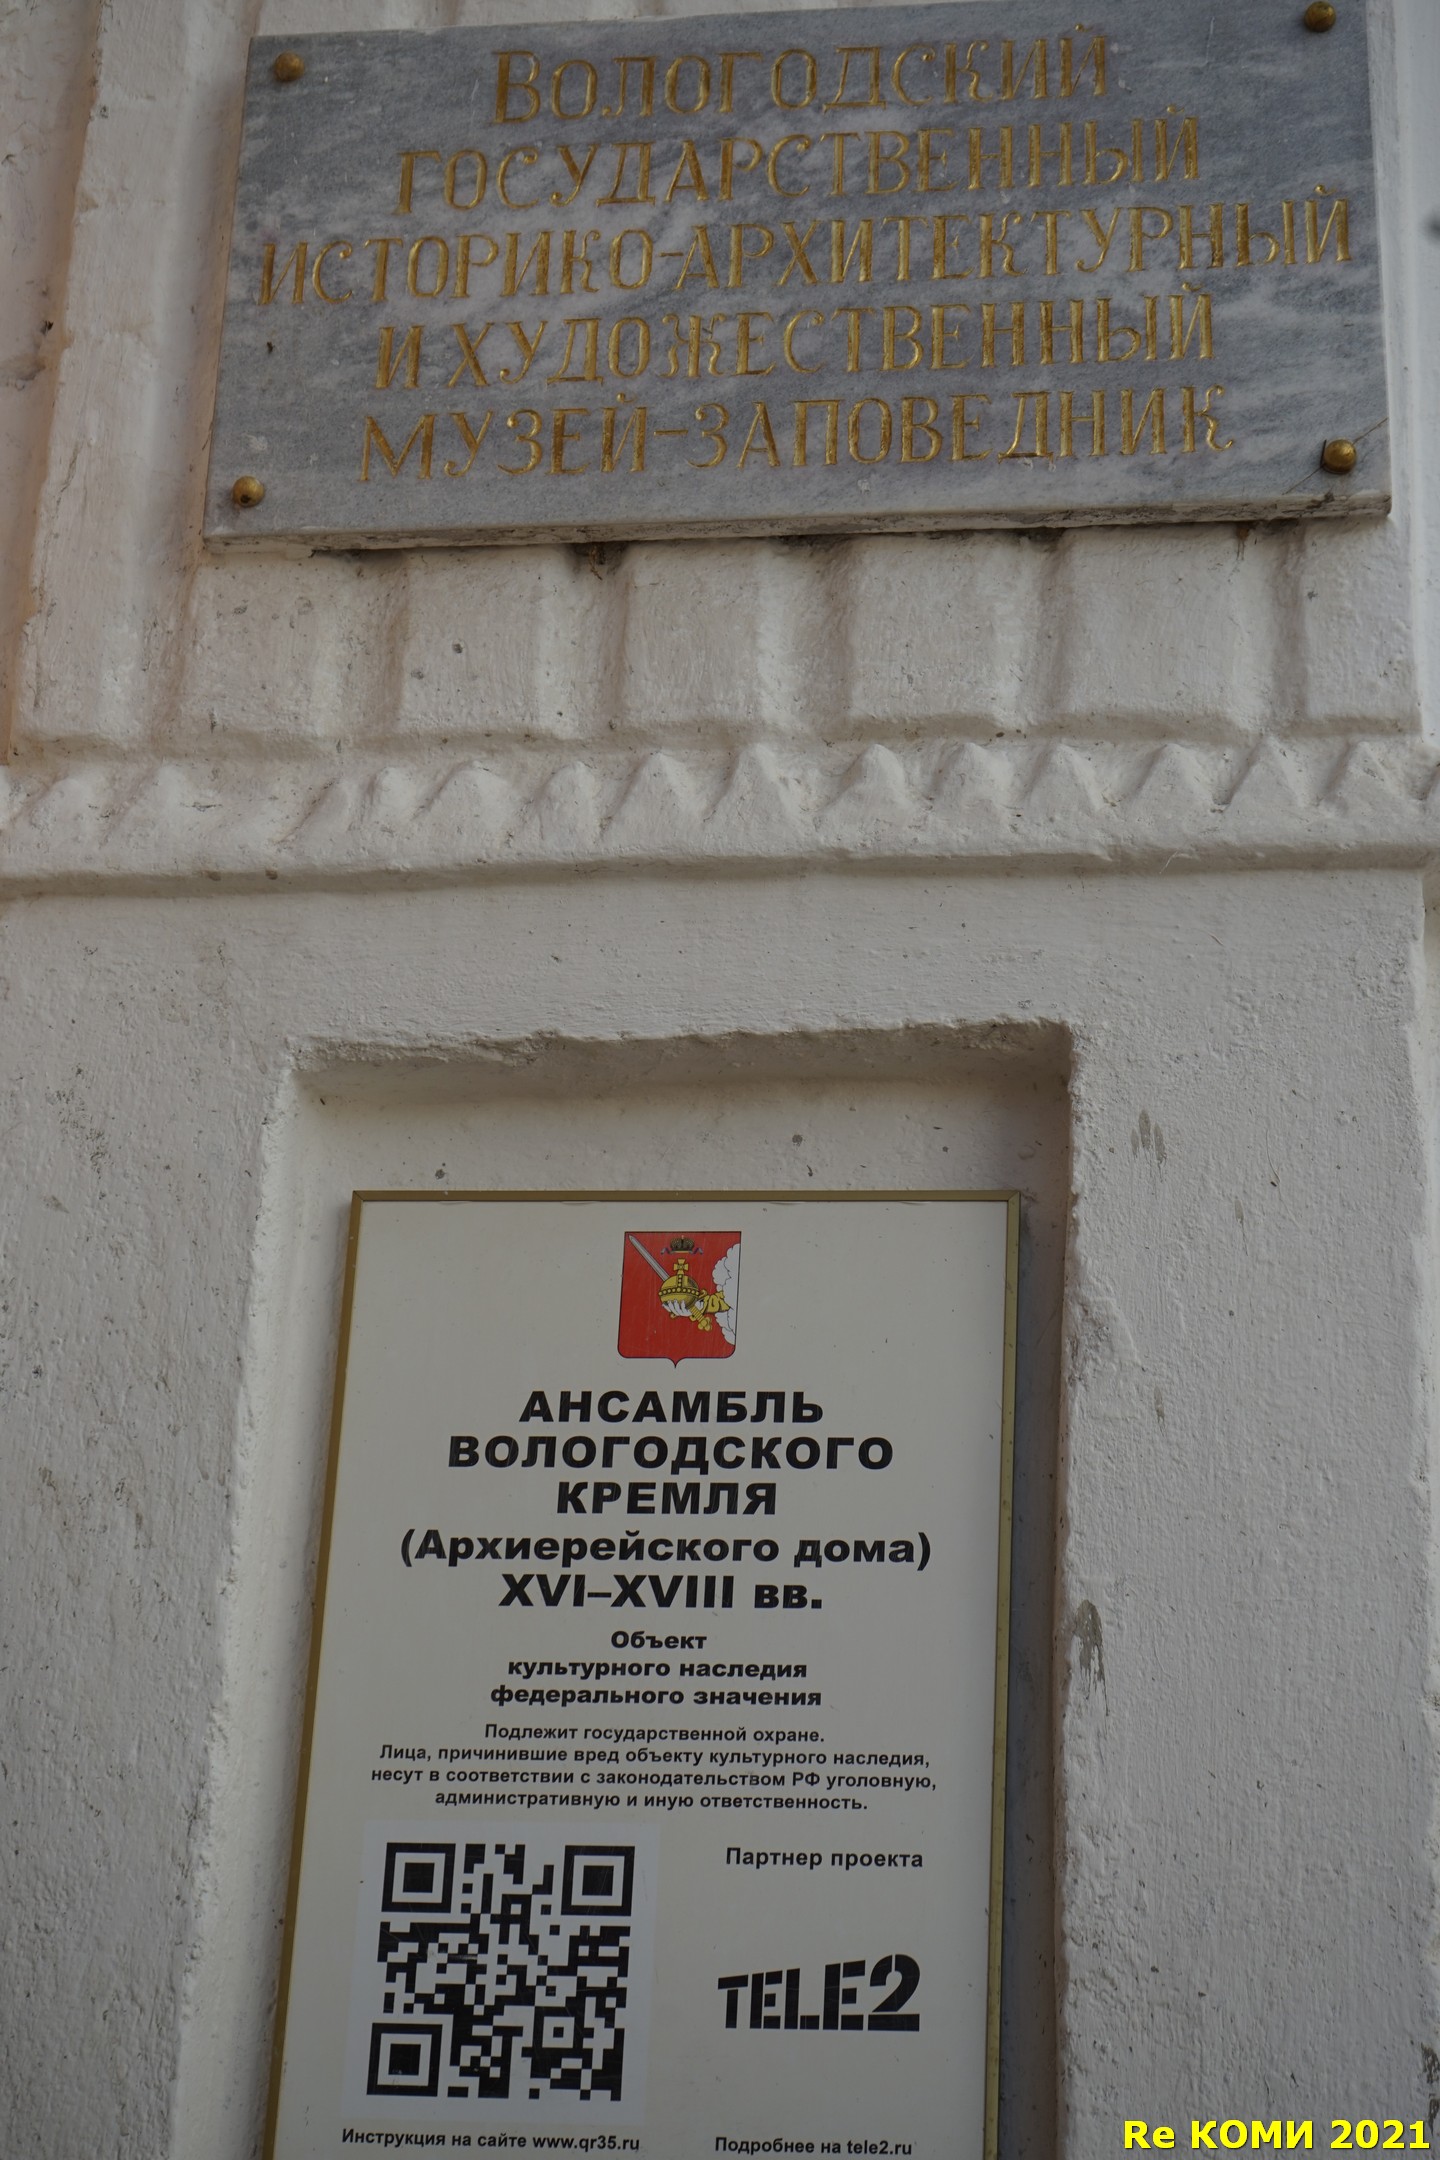 ВОЛОГОДСКИЙ
ГОСУДАРСТВЕННЫЙ
ИСТОРИКО-АРХИТЕКТУРНЫЙ
И ХУДОЖЕСТВЕННЫЙ
МУЗЕЙ-ЗАПОВЕДНИК
АНСАМБЛЬ
ВОЛОГОДСКОГО
КРЕМЛЯ
(Архиерейского дома)
XVI–XVIII вв.
Объект
культурного наследия
федерального значения
Подлежит государственной охране.
Лица, причинившие вред объекту культурного наследия,
несут в соответствии с законодательством РФ уголовную,
административную и иную ответственность.
Партнер проекта
TELE2
Инструкция на сайте www.qr35.ru
Подробнее на tele2.ru
Re КОМИ 2021